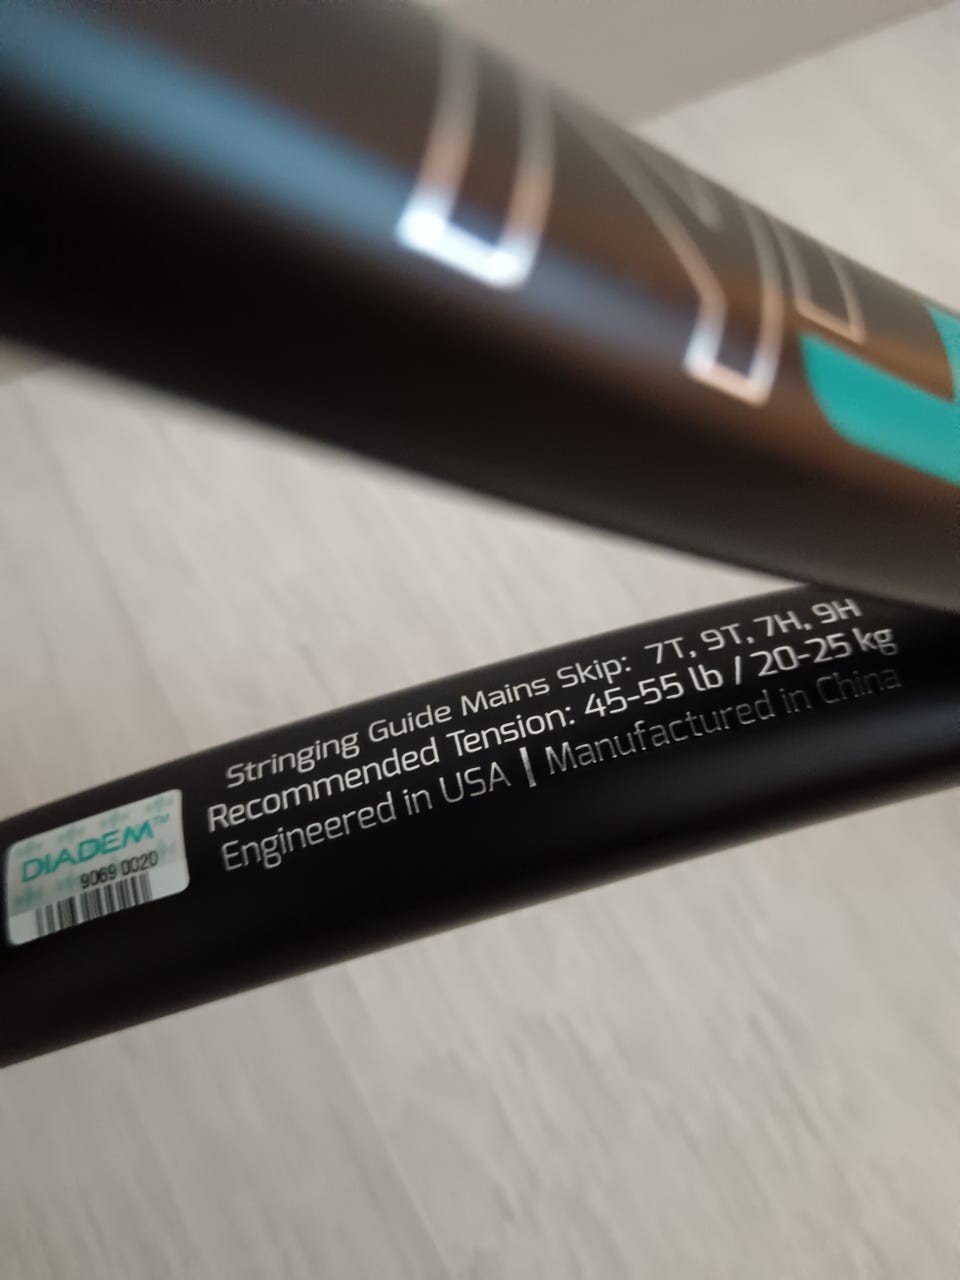 Stringing Guide Mains Skip: 7T, 9T, 7H, 9H
Recommended Tension: 45-55 lb / 20-25 kg
Engineered in USA | Manufactured in China
DIADEM™
9069 0020